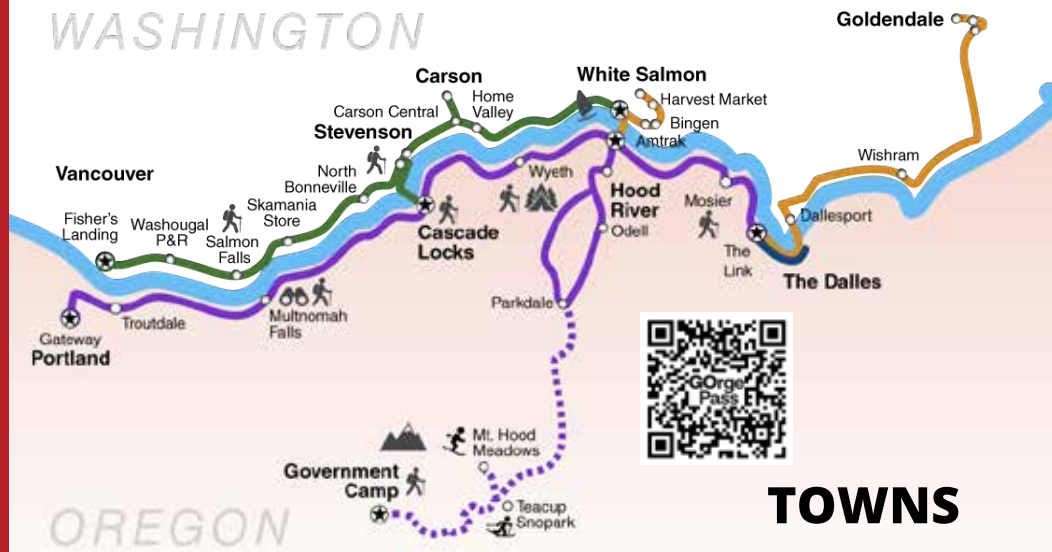 WASHINGTON
Goldendale
Carson
White Salmon
Carson Central
Home
Valley
Harvest Market
Bingen
Stevenson
Amtrak
Wishram
North
Bonneville
Wyeth
Vancouver
Skamania
Store
Hood
River
Mosier
Fisher's
Landing
Washougal
P&R
Salmon
Falls
Dallesport
Cascade
Locks
Odell
The
Link
The Dalles
Parkdale
Multnomah
Falls
Troutdale
Gateway
Portland
GOrge
Pass
Mt. Hood
Meadows
Government
Camp
Teacup
Snopark
TOWNS
OREGON